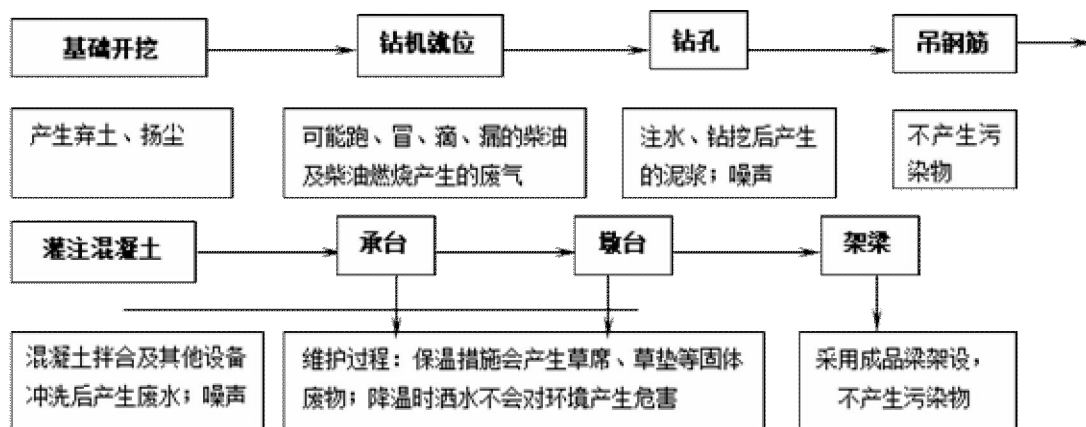 基础开挖
钻机就位
钻孔
吊钢筋
产生弃土、扬尘
可能跑、冒、滴、漏的柴油
及柴油燃烧产生的废气
注水、钻挖后产生
的泥浆；噪声
不产生污
染物
灌注混凝土
承台
墩台
架梁
混凝土拌合及其他设备
冲洗后产生废水；噪声
维护过程：保温措施会产生草席、草垫等固体
废物；降温时洒水不会对环境产生危害
采用成品梁架设，
不产生污染物